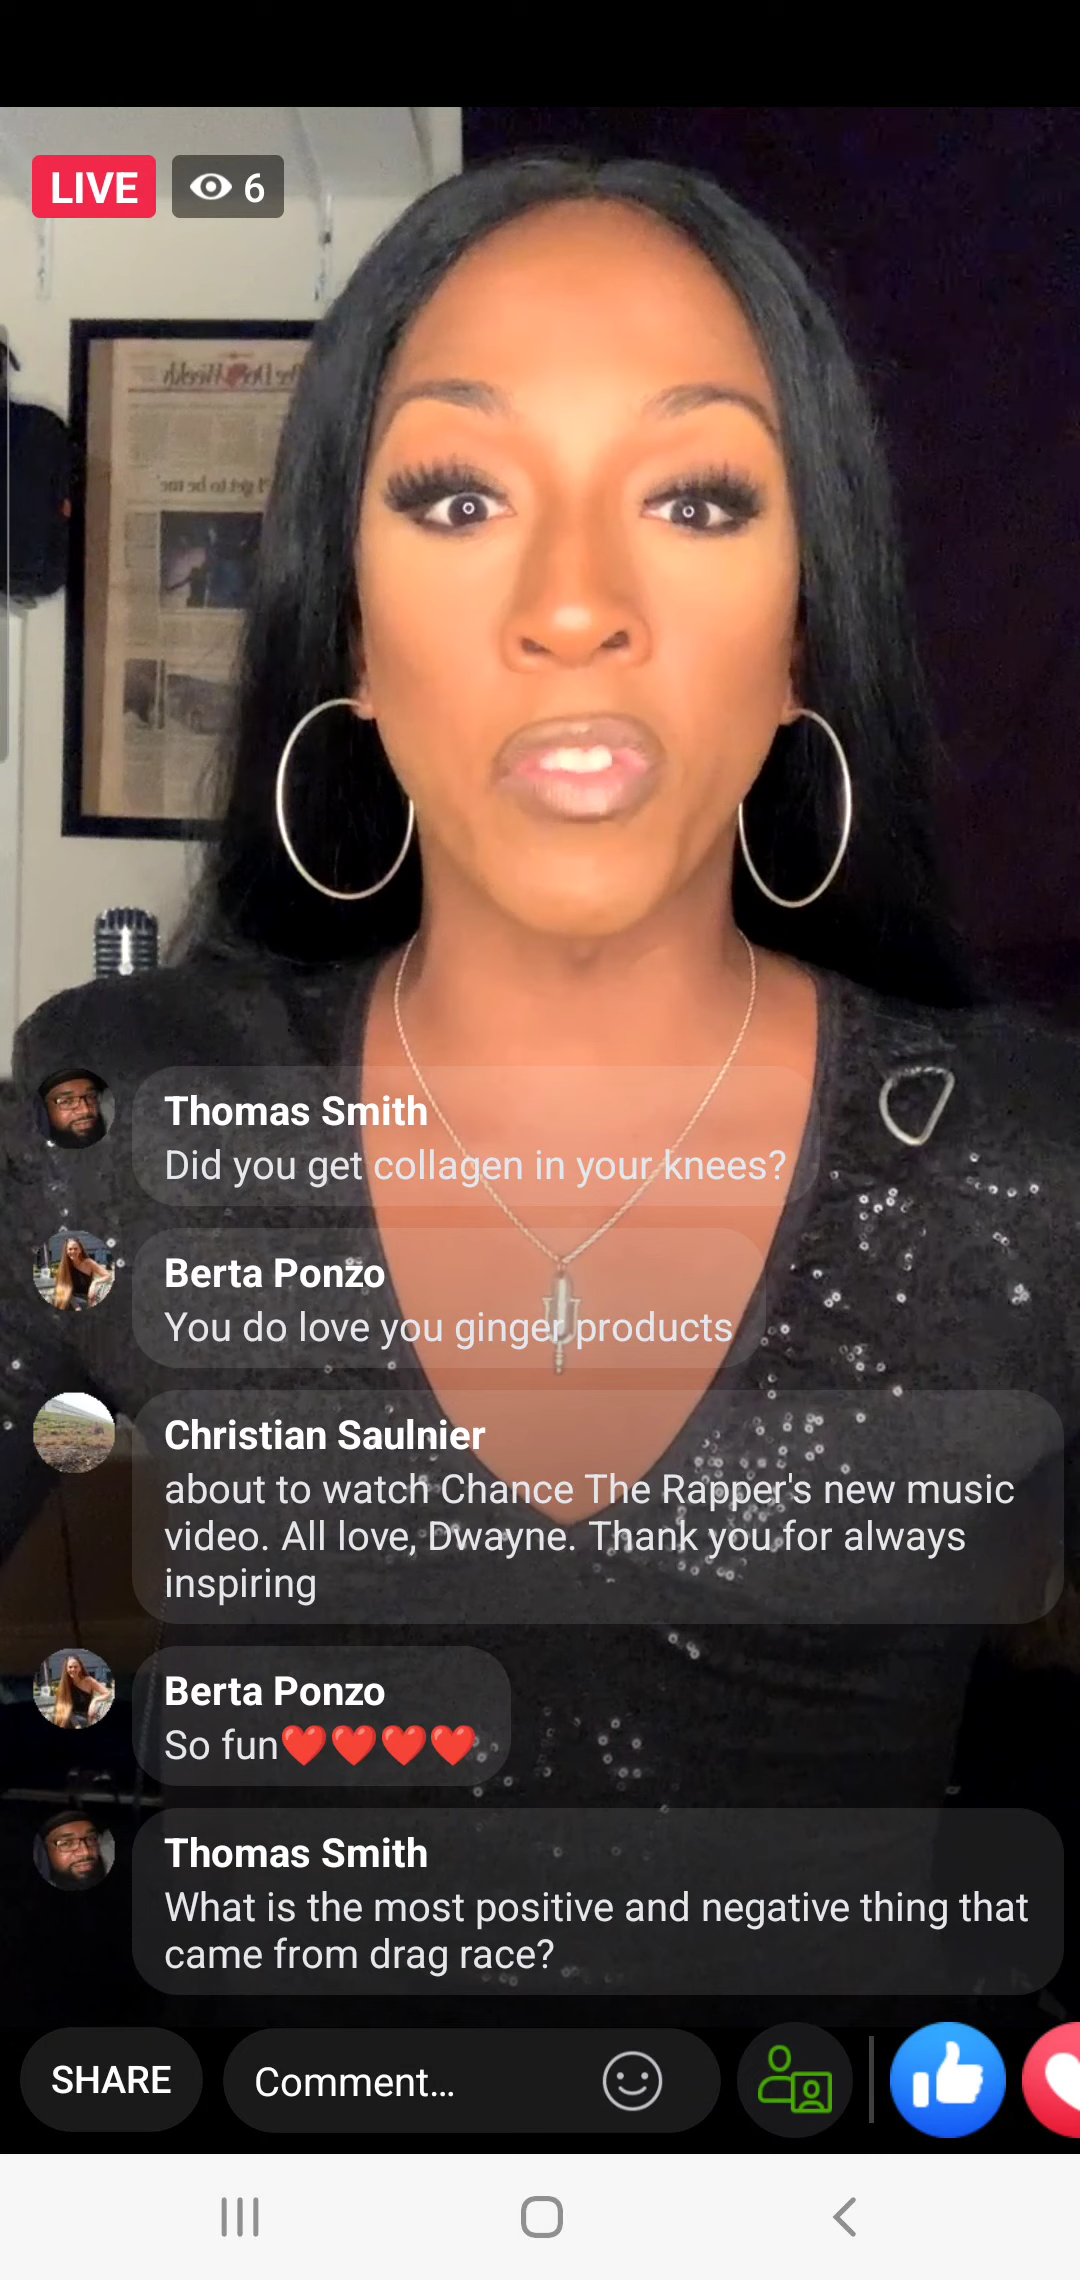 LIVE 6
Thomas Smith
Did you get collagen in your knees?
Berta Ponzo
You do love you ginger products
Christian Saulnier
about to watch Chance The Rapper's new music
video. All love, Dwayne. Thank you for always
inspiring
Berta Ponzo
So fun❤️❤️❤️❤️
Thomas Smith
What is the most positive and negative thing that
came from drag race?
SHARE Comment...